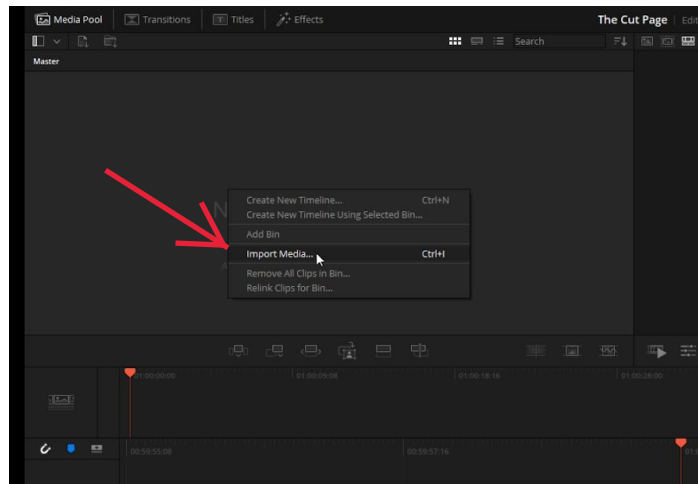 Media Pool Transitions Titles Effects The Cut Page Edit
Search
Master
Create New Timeline... Ctrl+N
Create New Timeline Using Selected Bin...
Add Bin
Import Media... Ctrl+I
Remove All Clips in Bin...
Relink Clips for Bin...
01:00:00:00 01:00:09:08 01:00:18:16 01:00:28:00
00:59:55:08 00:59:57:16